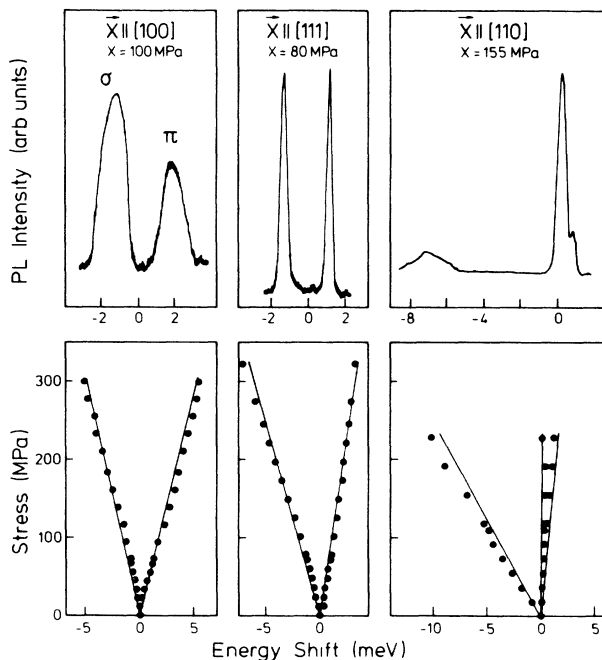 X || [100]
X = 100 MPa
X || [111]
X = 80 MPa
X || [110]
X = 155 MPa
σ
π
PL Intensity (arb units)
-2 0 2
-2 0 2
-8 -4 0
300
200
100
0
Stress (MPa)
-5 0 5
-5 0
-10 -5 0 5
Energy Shift (meV)